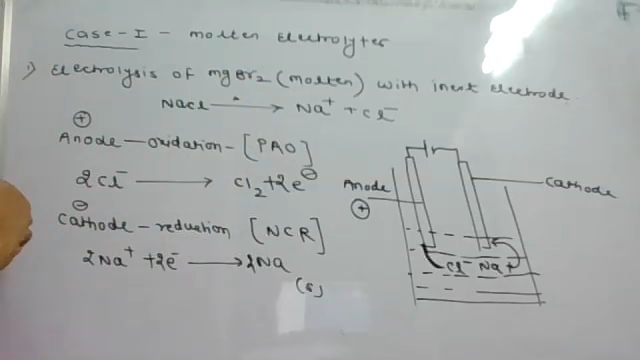 Case-I - molten electrolytes
1) Electrolysis of mgBr2 (molten) with inert electrode.
NaCl ⟶ Na⁺ + Cl⁻
⊕
Anode - oxidation - [PAO]
2Cl⁻ ⟶ Cl2 + 2e⊖
⊖
Cathode - reduction [NCR]
2Na⁺ + 2e⁻ ⟶ 2Na
(s)
Anode
⊕
Cathode
Cl⁻ Na⁺